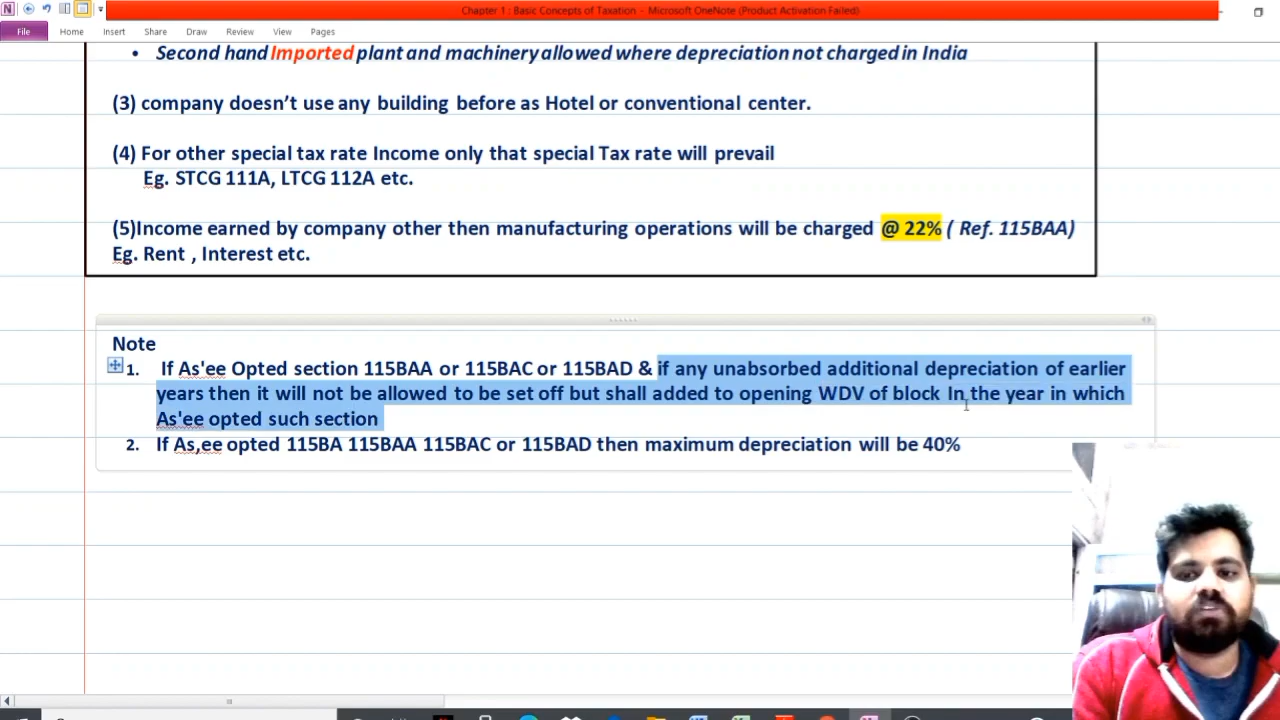 Chapter 1 : Basic Concepts of Taxation - Microsoft OneNote (Product Activation Failed)
File Home Insert Share Draw Review View Pages
• Second hand Imported plant and machinery allowed where depreciation not charged in India
(3) company doesn't use any building before as Hotel or conventional center.
(4) For other special tax rate Income only that special Tax rate will prevail
Eg. STCG 111A, LTCG 112A etc.
(5)Income earned by company other then manufacturing operations will be charged @ 22% ( Ref. 115BAA)
Eg. Rent , Interest etc.
Note
1. If As'ee Opted section 115BAA or 115BAC or 115BAD & if any unabsorbed additional depreciation of earlier
years then it will not be allowed to be set off but shall added to opening WDV of block In the year in which
As'ee opted such section
2. If As,ee opted 115BA 115BAA 115BAC or 115BAD then maximum depreciation will be 40%